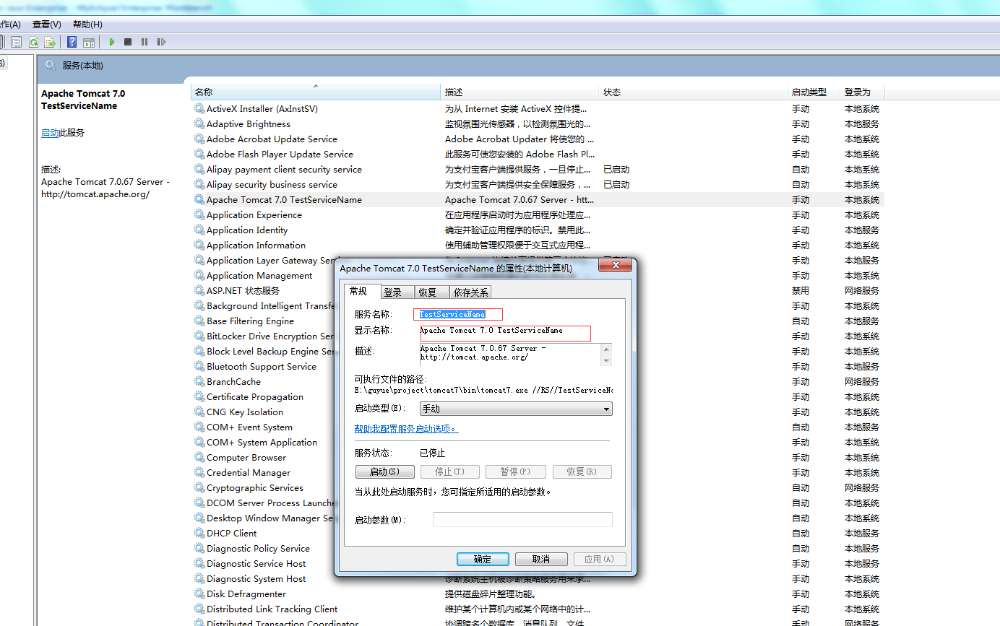 作(A) 查看(V) 帮助(H)
服务(本地)
Apache Tomcat 7.0
TestServiceName
启动此服务
描述:
Apache Tomcat 7.0.67 Server -
http://tomcat.apache.org/
名称 描述 状态 启动类型 登录为
ActiveX Installer (AxInstSV) 为从 Internet 安装 ActiveX 控件提... 手动 本地系统
Adaptive Brightness 监视氛围光传感器，以检测氛围光的... 手动 本地服务
Adobe Acrobat Update Service Adobe Acrobat Updater 将使您的 ... 手动 本地系统
Adobe Flash Player Update Service 此服务可使您安装的 Adobe Flash Pl... 手动 本地系统
Alipay payment client security service 为支付宝客户端提供服务，一旦停止... 已启动 自动 本地系统
Alipay security business service 为支付宝客户端提供安全保障服务，... 已启动 自动 本地系统
Apache Tomcat 7.0 TestServiceName Apache Tomcat 7.0.67 Server - htt... 手动 本地系统
Application Experience 在应用程序启动时为应用程序处理应... 手动 本地系统
Application Identity 确定并验证应用程序的标识。禁用此... 手动 本地服务
Application Information 使用辅助管理权限便于交互式应用程... 手动 本地系统
Application Layer Gateway Ser 手动 本地服务
Application Management 手动 本地系统
ASP.NET 状态服务 禁用 网络服务
Background Intelligent Transfe 手动 本地系统
Base Filtering Engine 自动 本地服务
BitLocker Drive Encryption Ser 手动 本地系统
Block Level Backup Engine Ser 手动 本地系统
Bluetooth Support Service 手动 本地服务
BranchCache 手动 网络服务
Certificate Propagation 手动 本地系统
CNG Key Isolation 手动 本地系统
COM+ Event System 自动 本地服务
COM+ System Application 手动 本地系统
Computer Browser 手动 本地系统
Credential Manager 手动 本地系统
Cryptographic Services 自动 网络服务
DCOM Server Process Launche 自动 本地系统
Desktop Window Manager Se 自动 本地系统
DHCP Client 自动 本地服务
Diagnostic Policy Service 自动 本地服务
Diagnostic Service Host 手动 本地服务
Diagnostic System Host 诊断系统主机被诊断策略服务用来承... 手动 本地系统
Disk Defragmenter 提供磁盘碎片整理功能。 手动 本地系统
Distributed Link Tracking Client 维护某个计算机内或某个网络中的计... 手动 本地系统
Distributed Transaction Coordinator 协调跨多个数据库、消息队列、文件 手动 网络服务
Apache Tomcat 7.0 TestServiceName 的属性(本地计算机)
常规 登录 恢复 依存关系
服务名称: TestServiceName
显示名称: Apache Tomcat 7.0 TestServiceName
描述: Apache Tomcat 7.0.67 Server -
http://tomcat.apache.org/
可执行文件的路径:
E:\guyue\project\tomcat7\bin\tomcat7.exe //RS//TestServiceNa
启动类型(E): 手动
帮助我配置服务启动选项。
服务状态: 已停止
启动(S) 停止(T) 暂停(P) 恢复(R)
当从此处启动服务时，您可指定所适用的启动参数。
启动参数(M):
确定 取消 应用(A)